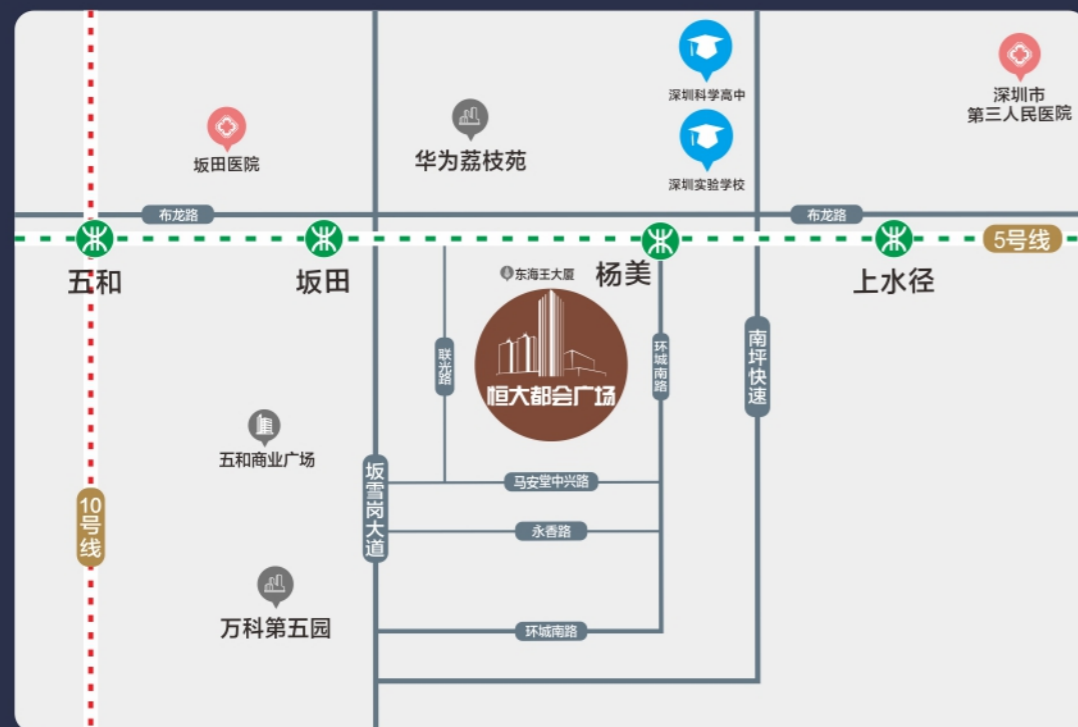 深圳科学高中
深圳市
第三人民医院
坂田医院
华为荔枝苑
深圳实验学校
布龙路
布龙路
5号线
五和
坂田
杨美
上水径
东海王大厦
联光路
恒大都会广场
环城南路
南坪快速
五和商业广场
坂雪岗大道
马安堂中兴路
10号线
永香路
万科第五园
环城南路